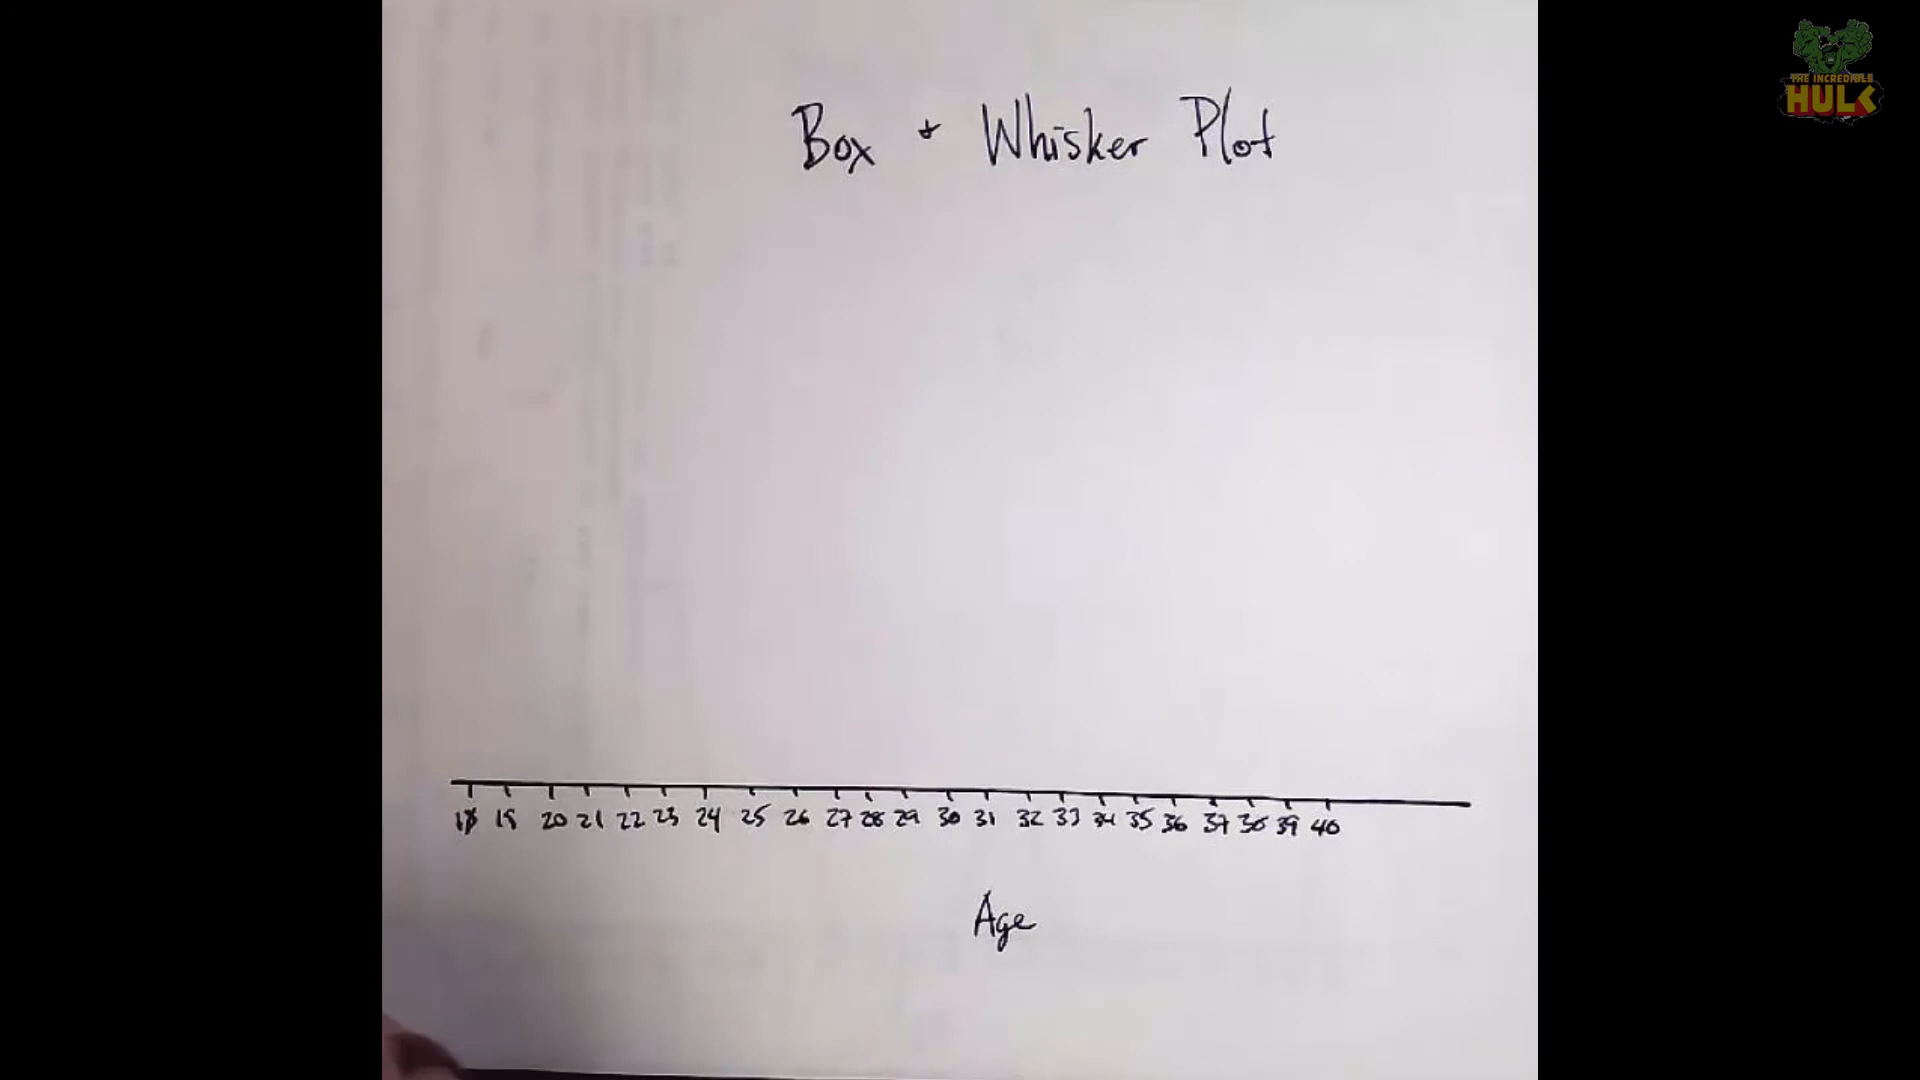 Box + Whisker Plot
18 19 20 21 22 23 24 25 26 27 28 29 30 31 32 33 34 35 36 37 38 39 40
Age
THE INCREDIBLE
HULK